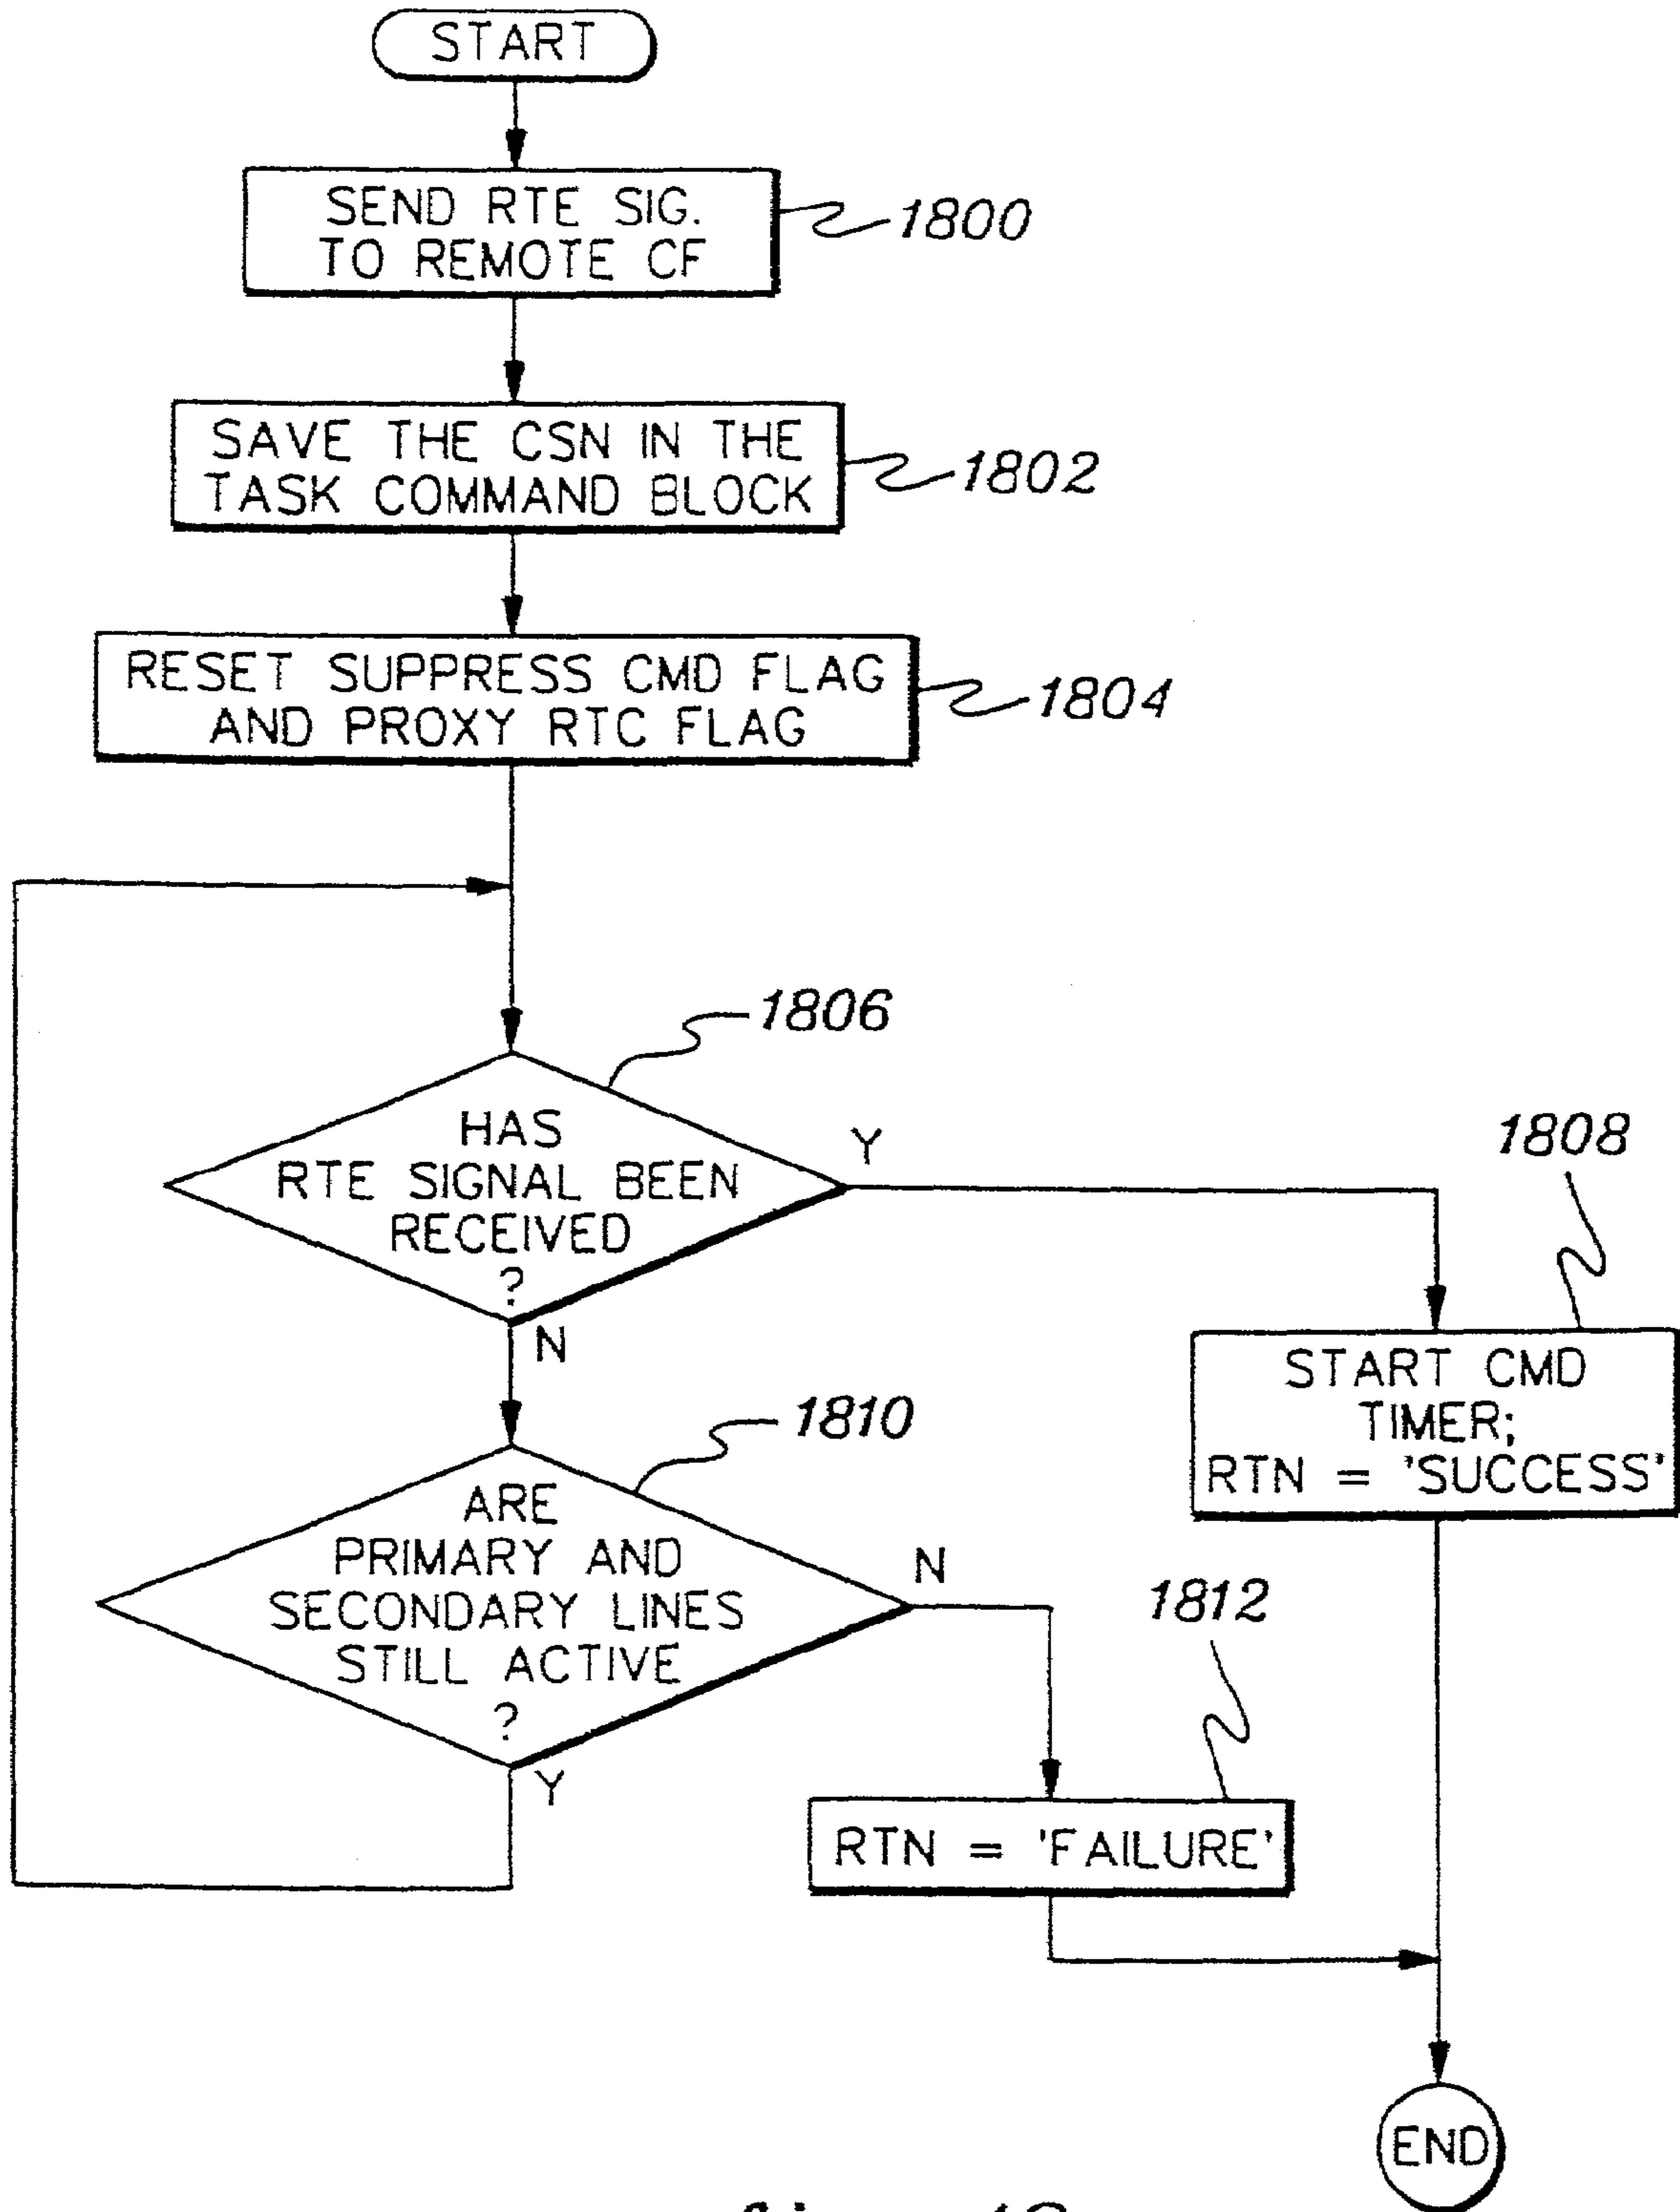 START
SEND RTE SIG.
TO REMOTE CF
1800
SAVE THE CSN IN THE
TASK COMMAND BLOCK
1802
RESET SUPPRESS CMD FLAG
AND PROXY RTC FLAG
1804
1806
HAS
RTE SIGNAL BEEN
RECEIVED
?
Y
N
1808
START CMD
TIMER;
RTN = 'SUCCESS'
1810
ARE
PRIMARY AND
SECONDARY LINES
STILL ACTIVE
?
N
Y
1812
RTN = 'FAILURE'
END